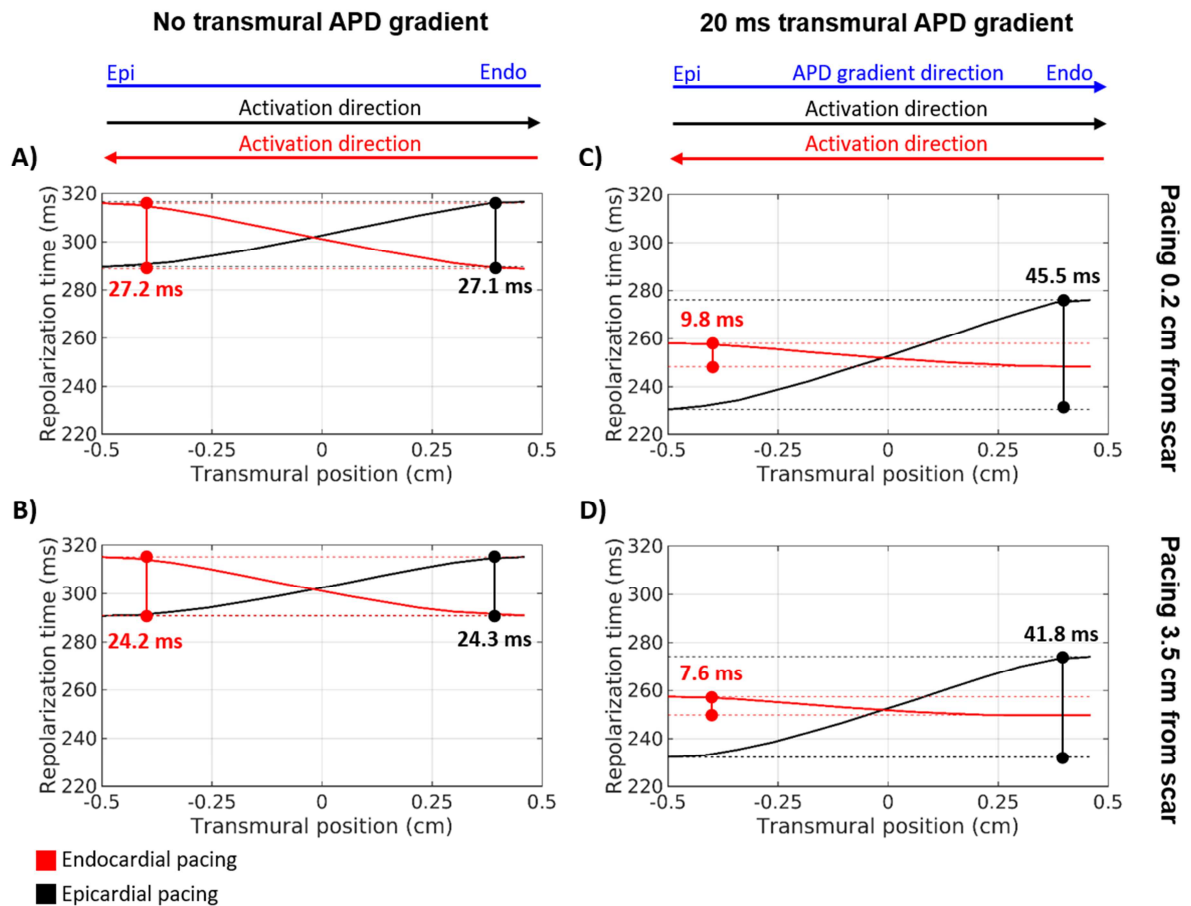 No transmural APD gradient
20 ms transmural APD gradient
Epi Endo
Activation direction
Activation direction
Epi APD gradient direction Endo
Activation direction
Activation direction
A)
Repolarization time (ms)
320
300
280
260
240
220
27.2 ms
27.1 ms
-0.5 -0.25 0 0.25 0.5
Transmural position (cm)
C)
Repolarization time (ms)
320
300
280
260
240
220
9.8 ms
45.5 ms
-0.5 -0.25 0 0.25 0.5
Transmural position (cm)
Pacing 0.2 cm from scar
B)
Repolarization time (ms)
320
300
280
260
240
220
24.2 ms
24.3 ms
-0.5 -0.25 0 0.25 0.5
Transmural position (cm)
D)
Repolarization time (ms)
320
300
280
260
240
220
7.6 ms
41.8 ms
-0.5 -0.25 0 0.25 0.5
Transmural position (cm)
Pacing 3.5 cm from scar
Endocardial pacing
Epicardial pacing